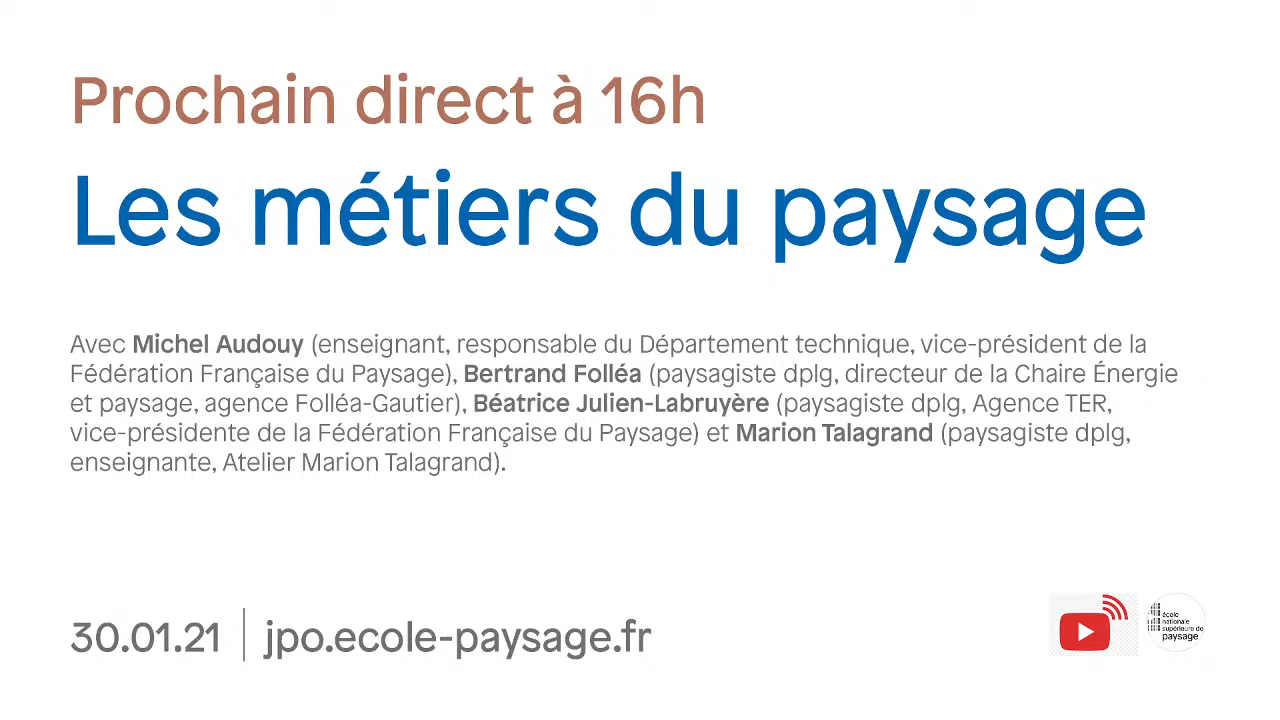 Prochain direct à 16h
Les métiers du paysage
Avec Michel Audouy (enseignant, responsable du Département technique, vice-président de la
Fédération Française du Paysage), Bertrand Folléa (paysagiste dplg, directeur de la Chaire Énergie
et paysage, agence Folléa-Gautier), Béatrice Julien-Labruyère (paysagiste dplg, Agence TER,
vice-présidente de la Fédération Française du Paysage) et Marion Talagrand (paysagiste dplg,
enseignante, Atelier Marion Talagrand).
30.01.21 | jpo.ecole-paysage.fr
école
nationale
supérieure de
paysage